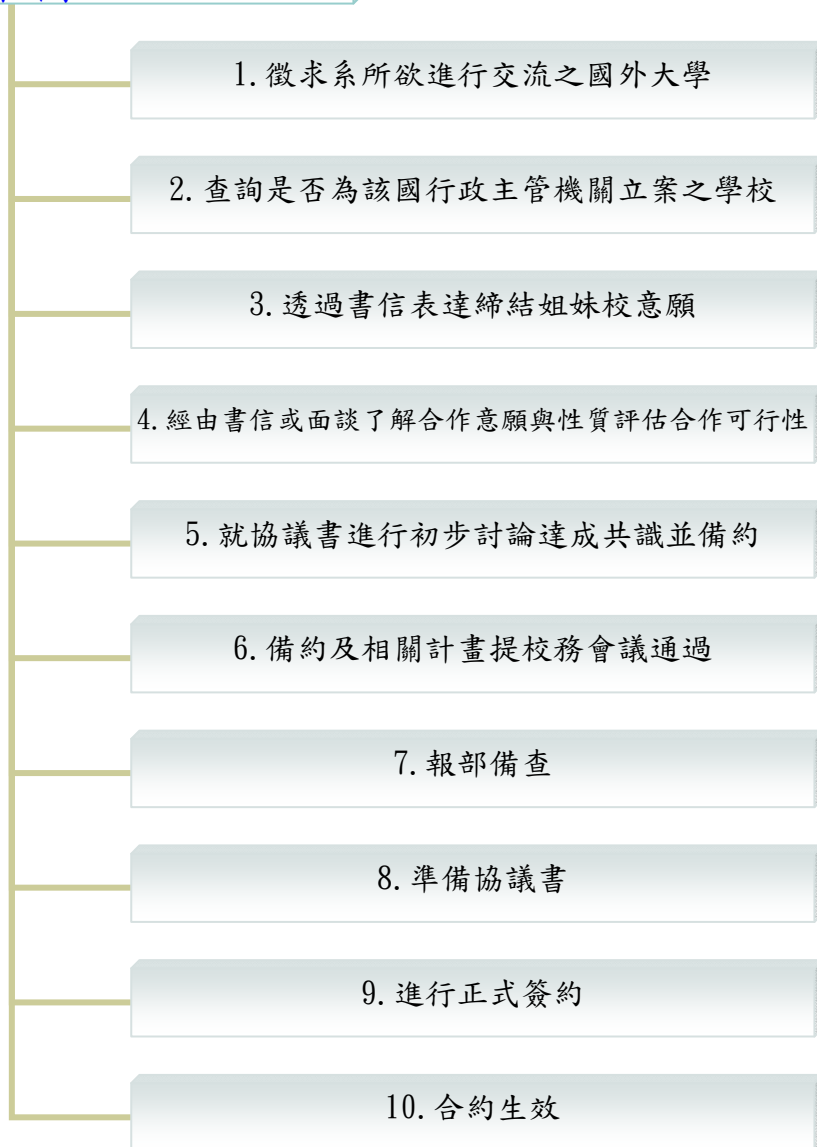 1.徵求系所欲進行交流之國外大學
2.查詢是否為該國行政主管機關立案之學校
3.透過書信表達締結姐妹校意願
4.經由書信或面談了解合作意願與性質評估合作可行性
5.就協議書進行初步討論達成共識並備約
6.備約及相關計畫提校務會議通過
7.報部備查
8.準備協議書
9.進行正式簽約
10.合約生效